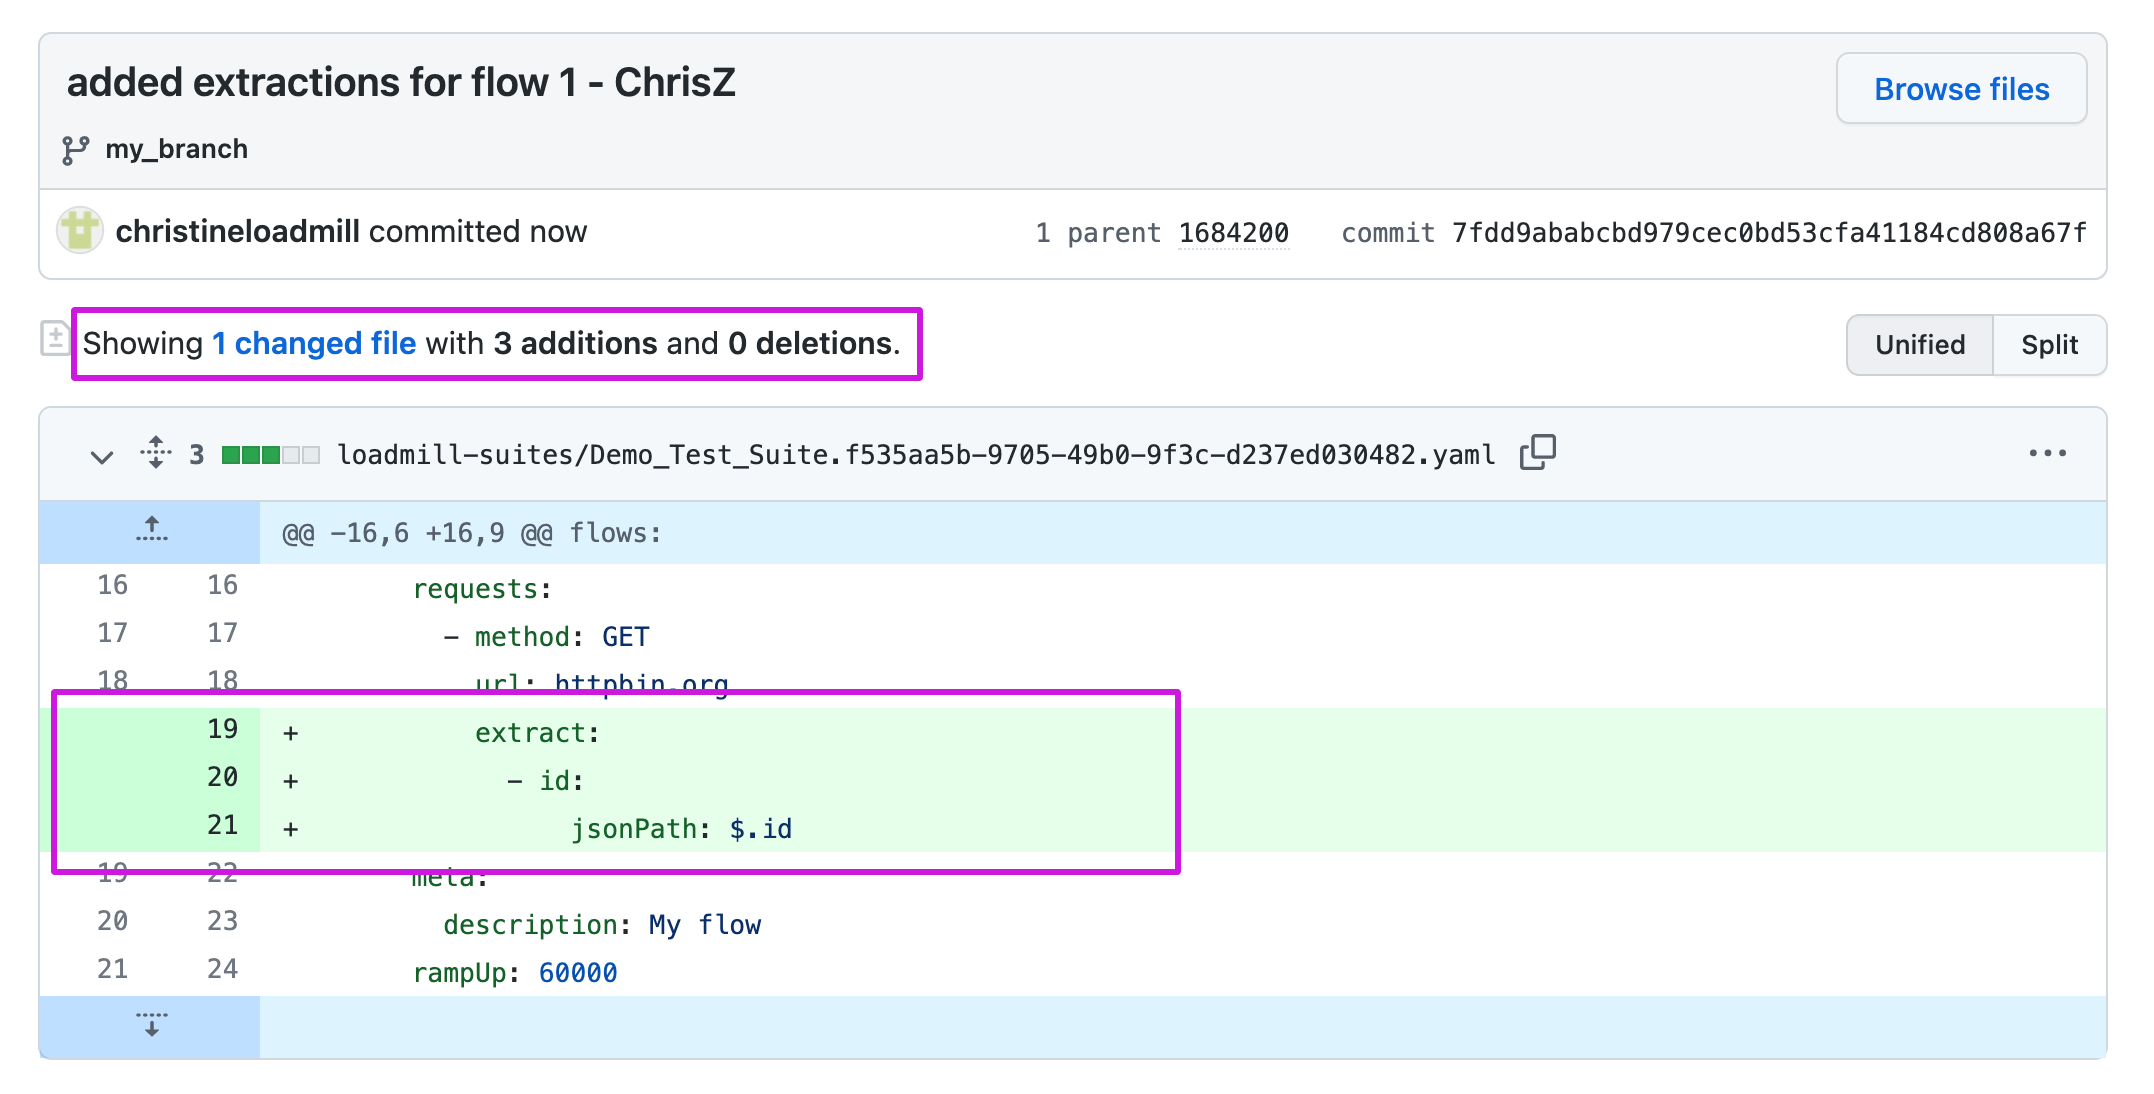 added extractions for flow 1 - ChrisZ
Browse files
my_branch
christineloadmill committed now
1 parent 1684200 commit 7fdd9ababcbd979cec0bd53cfa41184cd808a67f
Showing 1 changed file with 3 additions and 0 deletions.
Unified Split
3 loadmill-suites/Demo_Test_Suite.f535aa5b-9705-49b0-9f3c-d237ed030482.yaml
@@ -16,6 +16,9 @@ flows:
16 16 requests:
17 17 - method: GET
18 18 url: httpbin.org
19 + extract:
20 + - id:
21 + jsonPath: $.id
19 22 meta:
20 23 description: My flow
21 24 rampUp: 60000